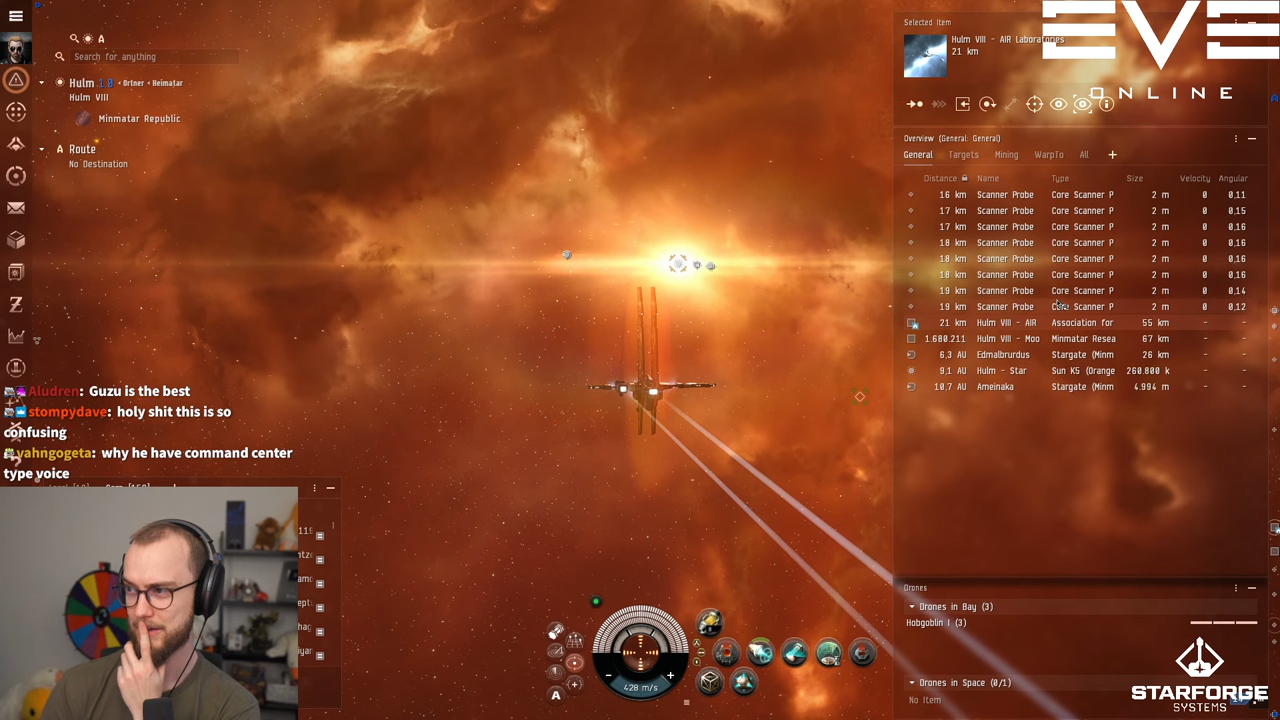 Search for anything
Hulm 1.0 < Ortner < Heimatar
Hulm VIII
Minmatar Republic
Route
No Destination
Aludren: Guzu is the best
stompydave: holy shit this is so
confusing
yahngogeta: why he have command center
type voice
428 m/s
Selected Item
Hulm VIII - AIR Laboratories
21 km
EVE
ONLINE
Overview (General: General)
General Targets Mining WarpTo All +
Distance Name Type Size Velocity Angular
16 km Scanner Probe Core Scanner P 2 m 0 0,11
17 km Scanner Probe Core Scanner P 2 m 0 0,15
17 km Scanner Probe Core Scanner P 2 m 0 0,16
18 km Scanner Probe Core Scanner P 2 m 0 0,16
18 km Scanner Probe Core Scanner P 2 m 0 0,16
18 km Scanner Probe Core Scanner P 2 m 0 0,16
19 km Scanner Probe Core Scanner P 2 m 0 0,14
19 km Scanner Probe Core Scanner P 2 m 0 0,12
21 km Hulm VIII - AIR Association for 55 km - -
1.680.211 Hulm VIII - Moo Minmatar Resea 67 km - -
6,3 AU Edmalbrurdus Stargate (Minm 26 km - -
9,1 AU Hulm - Star Sun K5 (Orange 260.800 k - -
10,7 AU Ameinaka Stargate (Minm 4.994 m - -
Drones
Drones in Bay (3)
Hobgoblin I (3)
Drones in Space (0/1)
No Item
STARFORGE
SYSTEMS